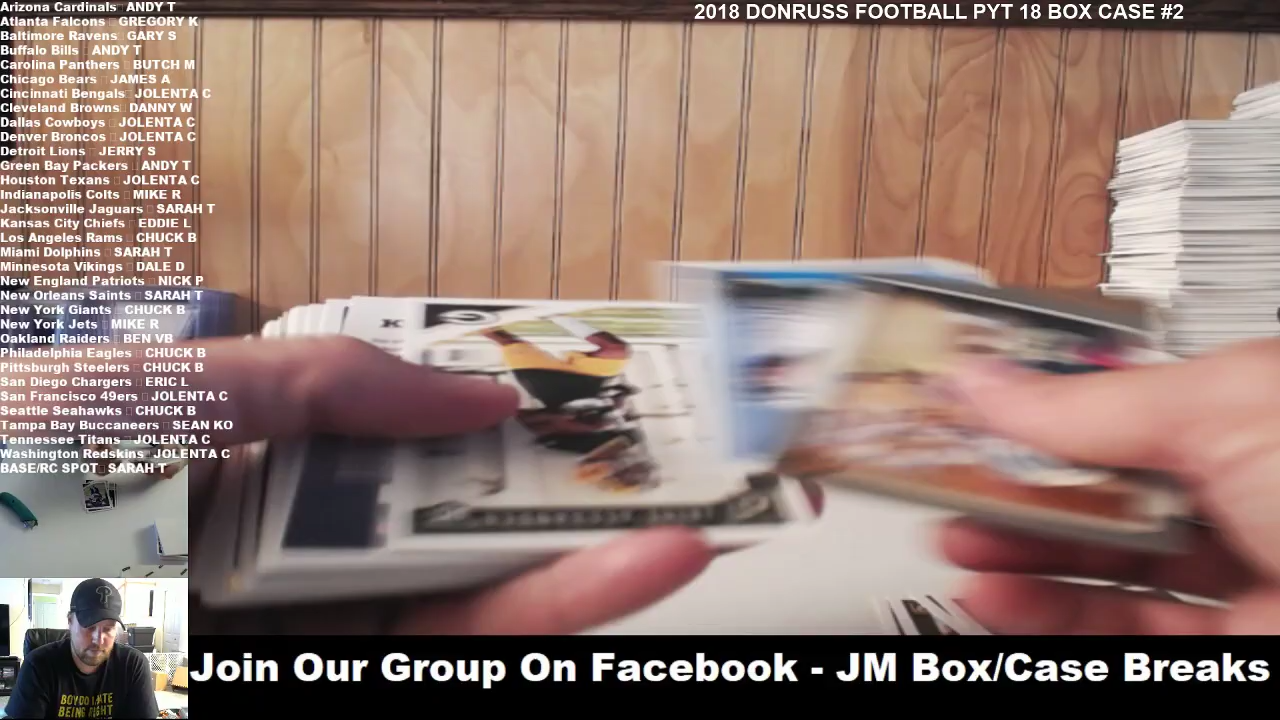 2018 DONRUSS FOOTBALL PYT 18 BOX CASE #2
Arizona Cardinals ANDY T
Atlanta Falcons GREGORY K
Baltimore Ravens GARY S
Buffalo Bills ANDY T
Carolina Panthers BUTCH M
Chicago Bears JAMES A
Cincinnati Bengals JOLENTA C
Cleveland Browns DANNY W
Dallas Cowboys JOLENTA C
Denver Broncos JOLENTA C
Detroit Lions JERRY S
Green Bay Packers ANDY T
Houston Texans JOLENTA C
Indianapolis Colts MIKE R
Jacksonville Jaguars SARAH T
Kansas City Chiefs EDDIE L
Los Angeles Rams CHUCK B
Miami Dolphins SARAH T
Minnesota Vikings DALE D
New England Patriots NICK P
New Orleans Saints SARAH T
New York Giants CHUCK B
New York Jets MIKE R
Oakland Raiders BEN VB
Philadelphia Eagles CHUCK B
Pittsburgh Steelers CHUCK B
San Diego Chargers ERIC L
San Francisco 49ers JOLENTA C
Seattle Seahawks CHUCK B
Tampa Bay Buccaneers SEAN KO
Tennessee Titans JOLENTA C
Washington Redskins JOLENTA C
BASE/RC SPOT SARAH T
Join Our Group On Facebook - JM Box/Case Breaks